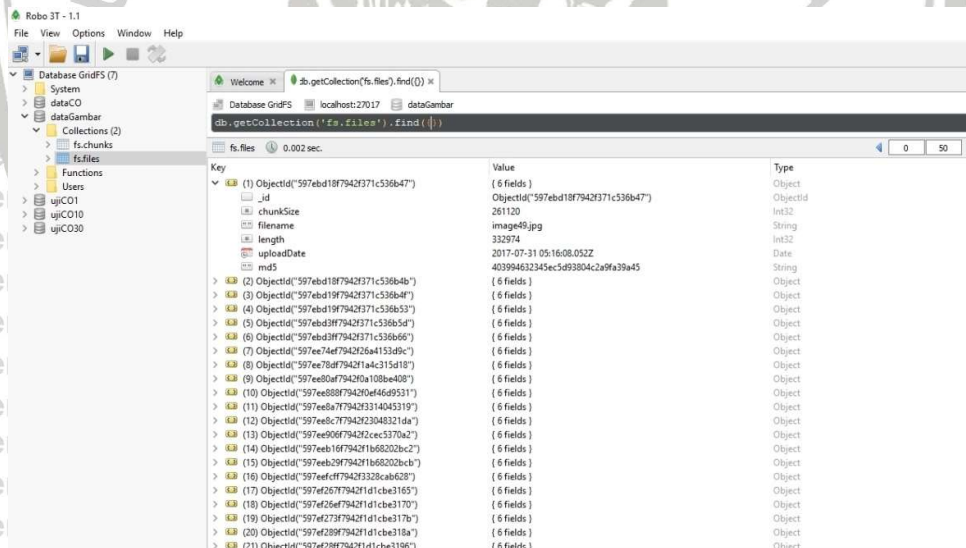 Robo 3T - 1.1
File View Options Window Help
Database GridFS (7)
System
dataCO
dataGambar
Collections (2)
fs.chunks
fs.files
Functions
Users
ujiCO1
ujiCO10
ujiCO30
Welcome
db.getCollection('fs.files').find({})
Database GridFS localhost:27017 dataGambar
db.getCollection('fs.files').find({})
fs.files 0.002 sec. 0 50
Key Value Type
(1) ObjectId("597ebd18f7942f371c536b47") { 6 fields } Object
_id ObjectId("597ebd18f7942f371c536b47") ObjectId
chunkSize 261120 Int32
filename image49.jpg String
length 332974 Int32
uploadDate 2017-07-31 05:16:08.052Z Date
md5 403994632345ec5d93804c2a9fa39a45 String
(2) ObjectId("597ebd18f7942f371c536b4b") { 6 fields } Object
(3) ObjectId("597ebd19f7942f371c536b4f") { 6 fields } Object
(4) ObjectId("597ebd19f7942f371c536b53") { 6 fields } Object
(5) ObjectId("597ebd3ff7942f371c536b5d") { 6 fields } Object
(6) ObjectId("597ebd3ff7942f371c536b66") { 6 fields } Object
(7) ObjectId("597ee74ef7942f26a4153d9c") { 6 fields } Object
(8) ObjectId("597ee78df7942f1a4c315d18") { 6 fields } Object
(9) ObjectId("597ee80af7942f0a108be408") { 6 fields } Object
(10) ObjectId("597ee888f7942f0ef46d9531") { 6 fields } Object
(11) ObjectId("597ee8a7f7942f3314045319") { 6 fields } Object
(12) ObjectId("597ee8c7f7942f23048321da") { 6 fields } Object
(13) ObjectId("597ee906f7942f2cec5370a2") { 6 fields } Object
(14) ObjectId("597eeb16f7942f1b68202bc2") { 6 fields } Object
(15) ObjectId("597eeb29f7942f1b68202bcb") { 6 fields } Object
(16) ObjectId("597eefcff7942f3328cab628") { 6 fields } Object
(17) ObjectId("597ef267f7942f1d1cbe3165") { 6 fields } Object
(18) ObjectId("597ef26ef7942f1d1cbe3170") { 6 fields } Object
(19) ObjectId("597ef273f7942f1d1cbe317b") { 6 fields } Object
(20) ObjectId("597ef289f7942f1d1cbe318a") { 6 fields } Object
(21) ObjectId("597ef28ff7942f1d1cbe3196") { 6 fields } Object